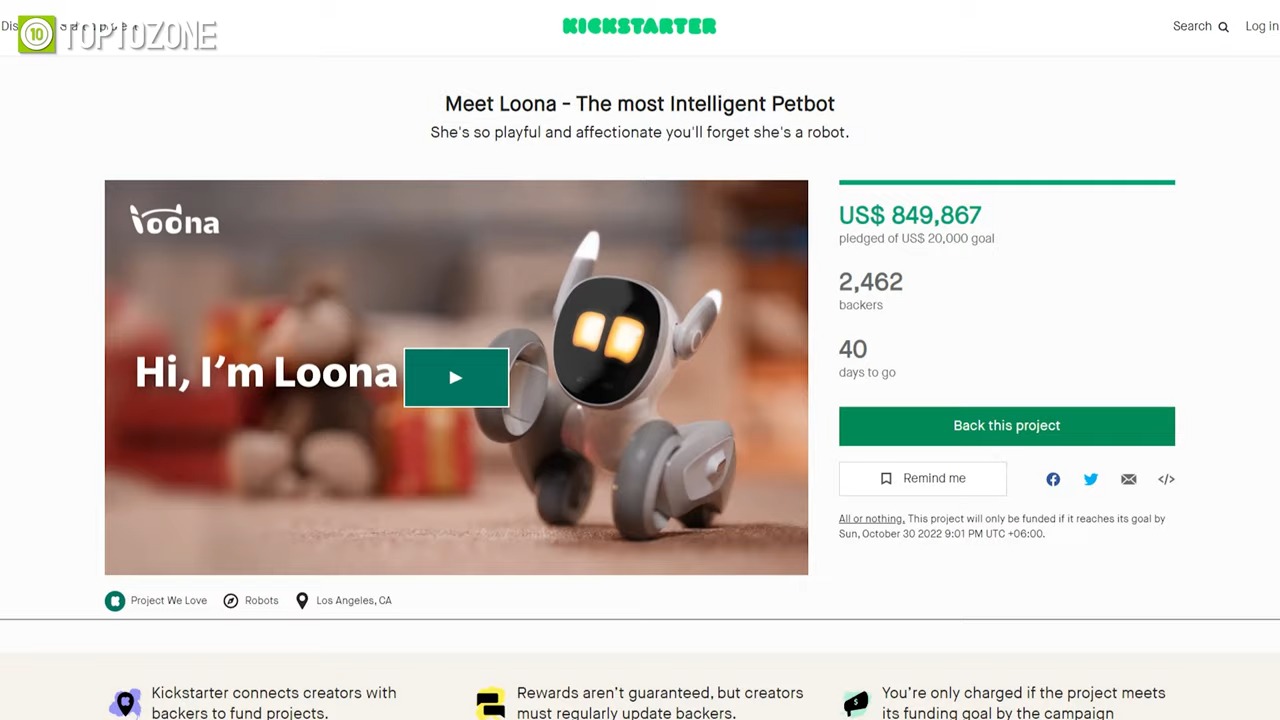 Dis
10 TOP10ZONE
KICKSTARTER
Search
Log in
Meet Loona - The most Intelligent Petbot
She's so playful and affectionate you'll forget she's a robot.
loona
Hi, I'm Loona
US$ 849,867
pledged of US$ 20,000 goal
2,462
backers
40
days to go
Back this project
Remind me
All or nothing. This project will only be funded if it reaches its goal by
Sun, October 30 2022 9:01 PM UTC +06:00.
Project We Love
Robots
Los Angeles, CA
Kickstarter connects creators with
backers to fund projects.
Rewards aren't guaranteed, but creators
must regularly update backers.
You're only charged if the project meets
its funding goal by the campaign